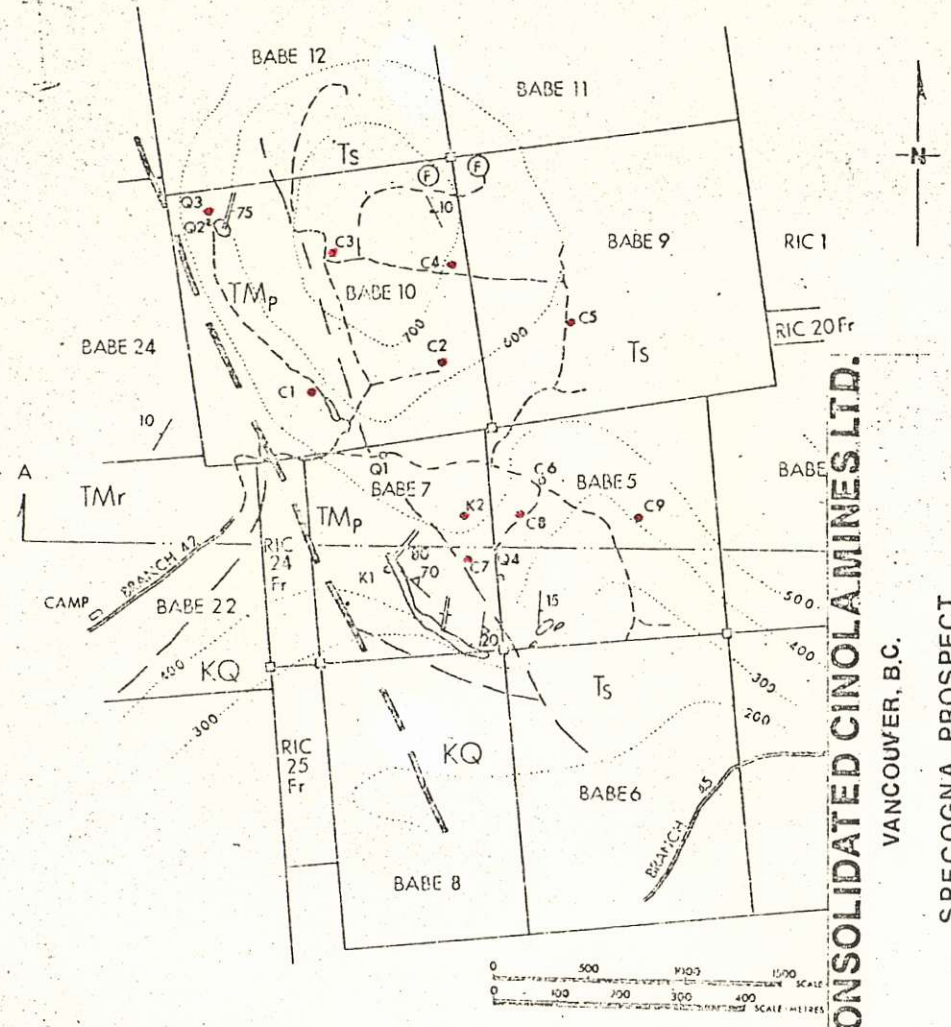 BABE 12
BABE 11
N
Ts
F
F
Q3
75
Q2
10
C3
BABE 9
RIC 1
C4
TMp
BABE 10
C5
RIC 20 Fr
700
600
BABE 24
C2
Ts
C1
10
A
Q1
C6
TMr
BABE 7
BABE 5
BABE
K2
C9
TMp
C8
BRANCH 42
RIC
24
Fr
80
C7
Q4
K1
70
CAMP
BABE 22
15
500
20
400
400
KQ
Ts
300
300
200
RIC
25
Fr
KQ
BABE 6
BRANCH 45
BABE 8
0 500 1000 1500 SCALE
0 100 200 300 400 SCALE-METRES
ONSOLIDATED CINOLA MINES LTD.
VANCOUVER, B.C.
SPECOGNA PROSPECT